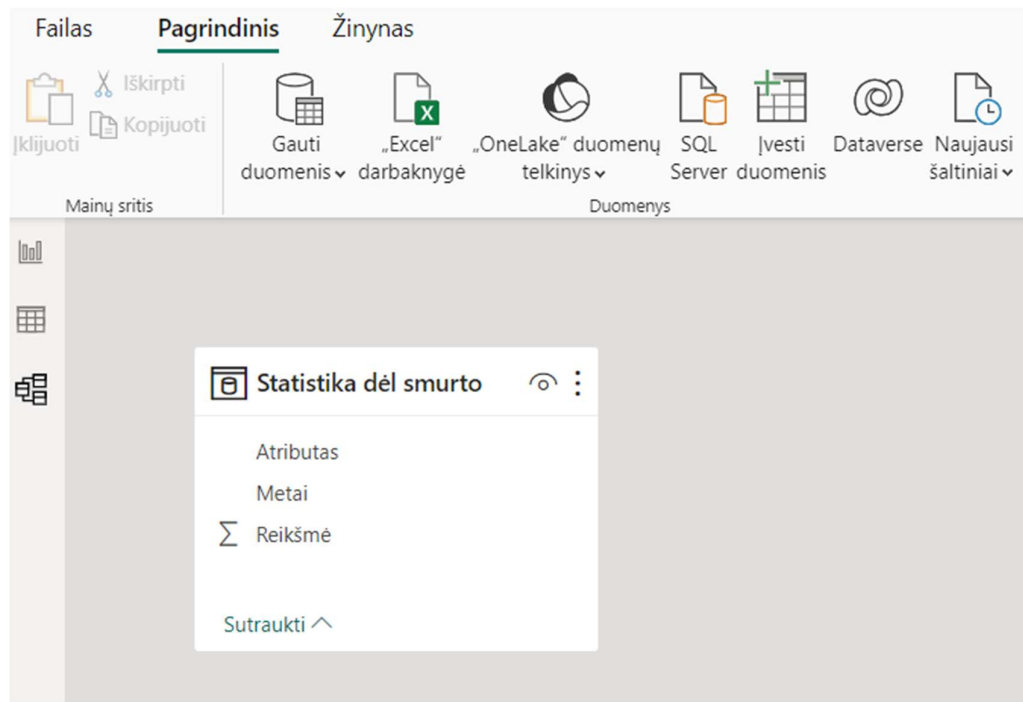 Failas Pagrindinis Žinynas
Iškirpti
Kopijuoti
Įklijuoti
Gauti duomenis
„Excel“ darbaknygė
„OneLake“ duomenų telkinys
SQL Server
Įvesti duomenis
Dataverse
Naujausi šaltiniai
Mainų sritis
Duomenys
Statistika dėl smurto
Atributas
Metai
Σ Reikšmė
Sutraukti